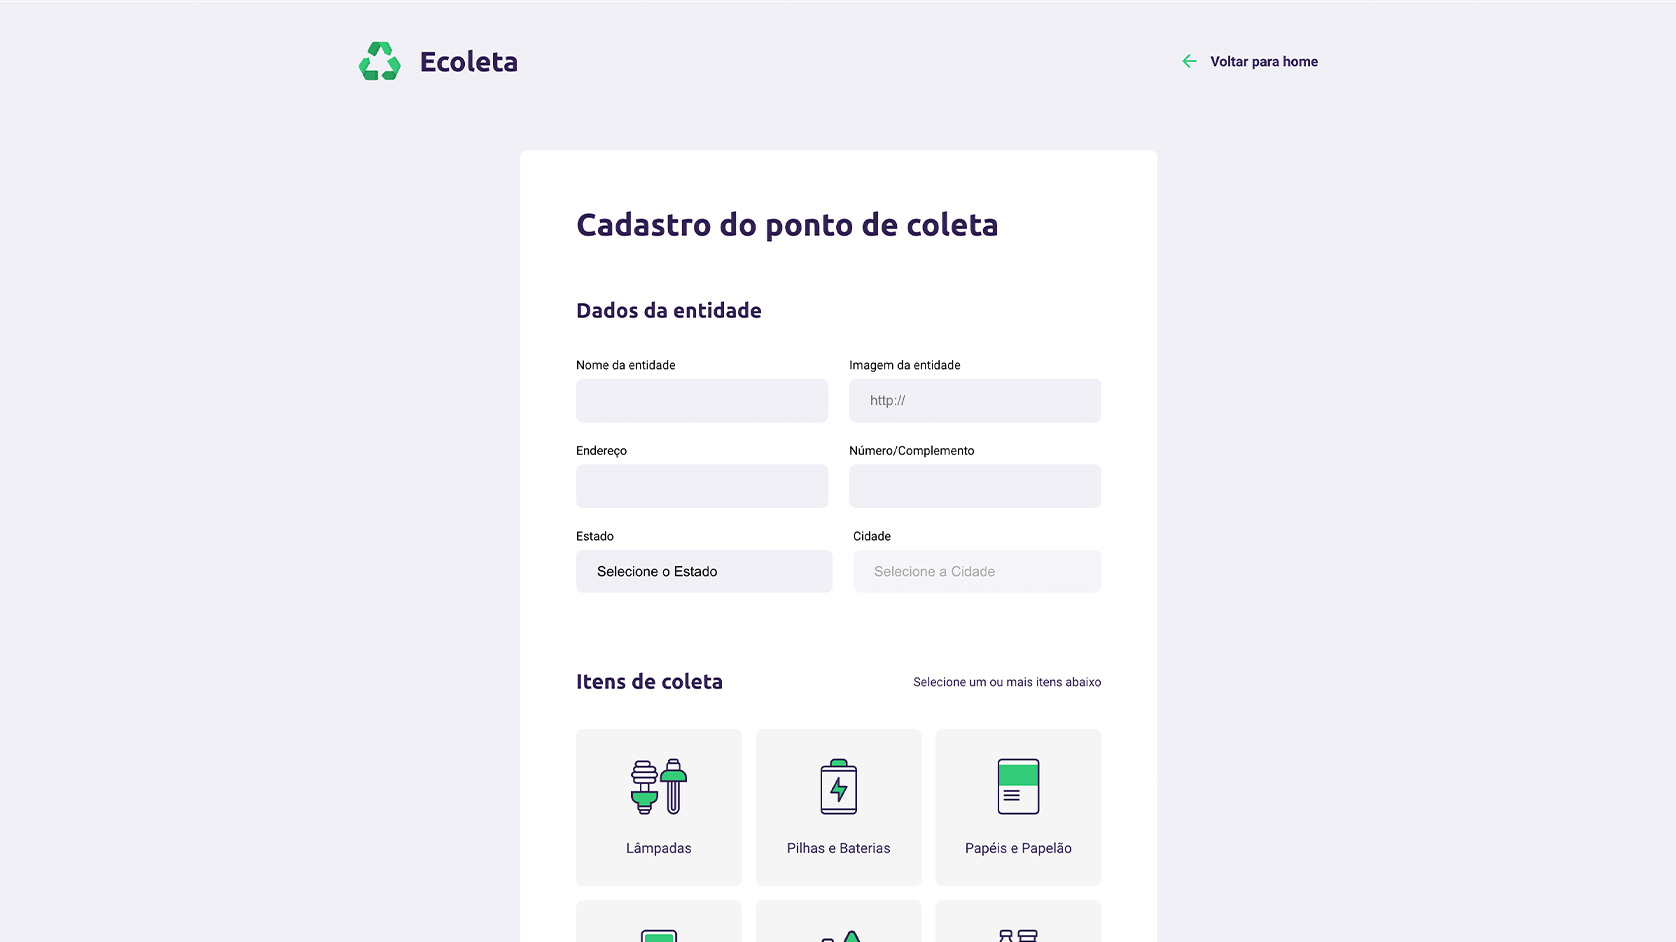 Ecoleta
Voltar para home
Cadastro do ponto de coleta
Dados da entidade
Nome da entidade
Imagem da entidade
http://
Endereço
Número/Complemento
Estado
Cidade
Selecione o Estado
Selecione a Cidade
Itens de coleta
Selecione um ou mais itens abaixo
Lâmpadas
Pilhas e Baterias
Papéis e Papelão